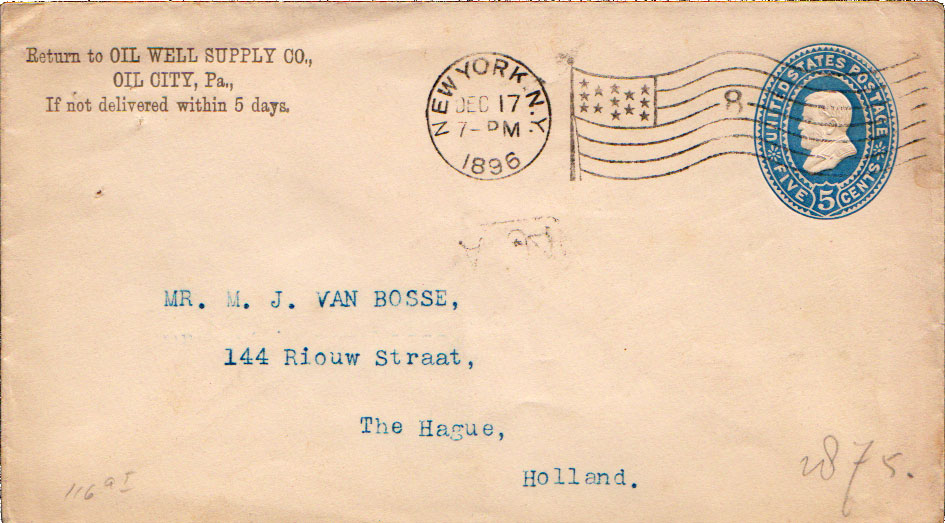 Return to OIL WELL SUPPLY CO.,
OIL CITY, Pa.,
If not delivered within 5 days.
NEW YORK, N.Y.
DEC 17
7-PM
1896
8
UNITED STATES POSTAGE
FIVE 5 CENTS
MR. M. J. VAN BOSSE,
144 Riouw Straat,
The Hague,
Holland.
2875.